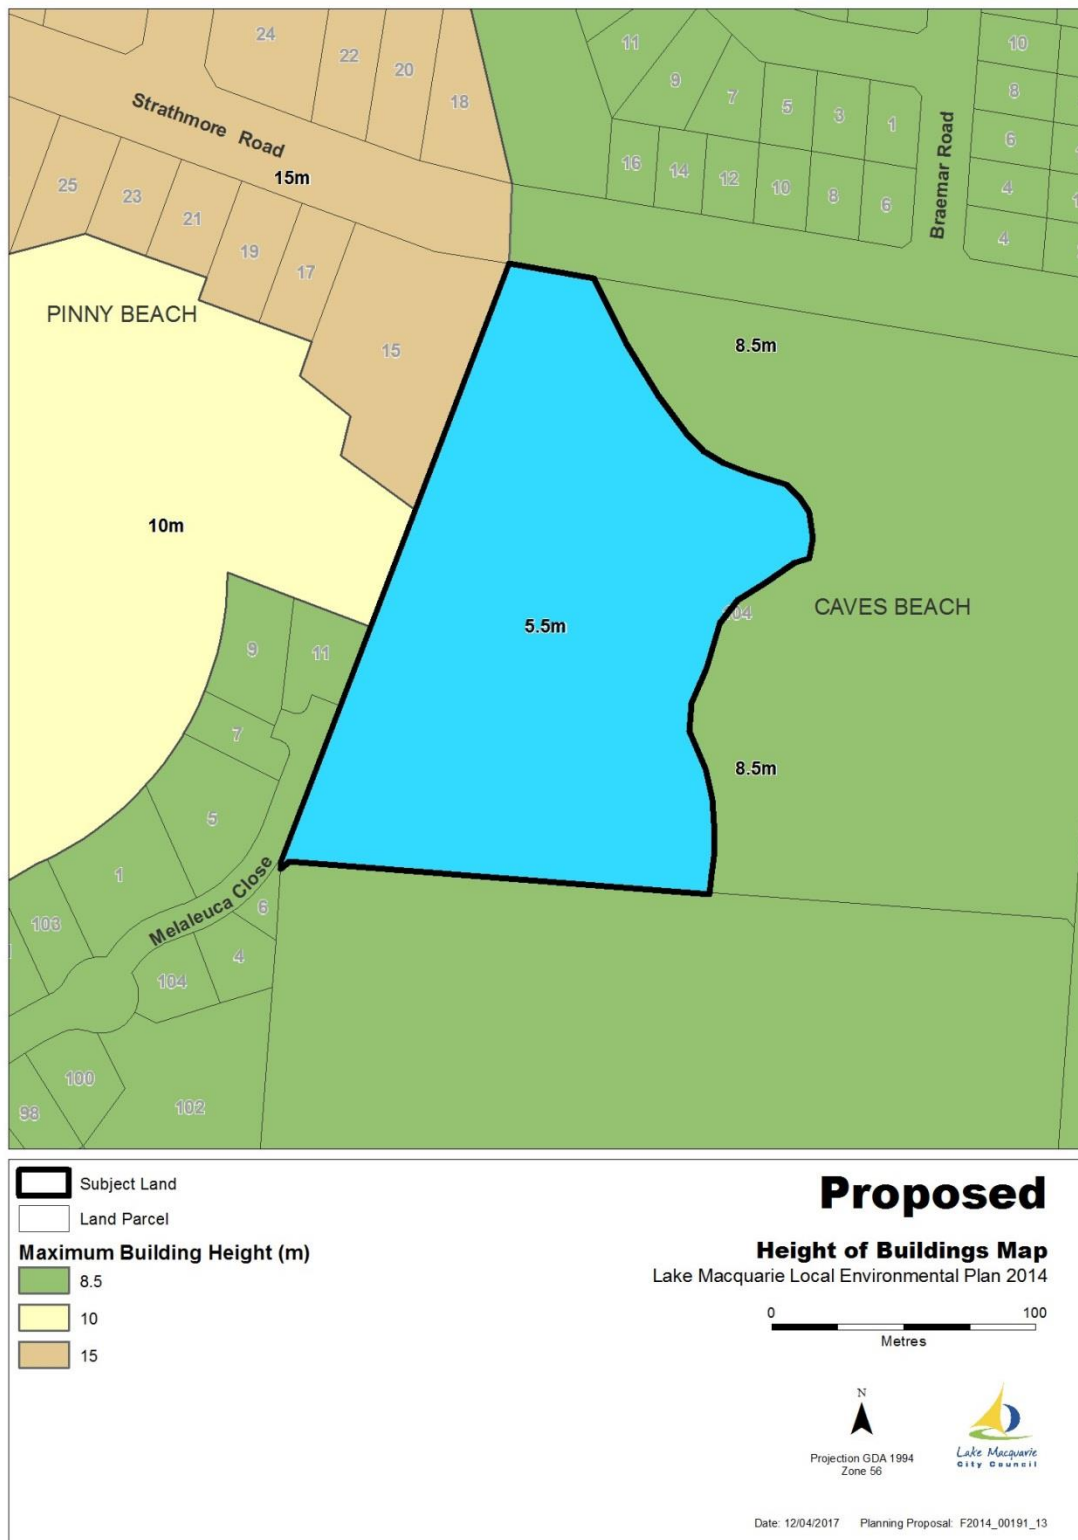 24
22
20
18
11
9
7
5
3
1
10
8
6
4
4
16
14
12
10
8
6
Braemar Road
Strathmore Road
15m
25
23
21
19
17
15
PINNY BEACH
8.5m
10m
5.5m
CAVES BEACH
9
11
7
5
1
103
8.5m
Melaleuca Close
6
4
104
100
98
102
Subject Land
Land Parcel
Maximum Building Height (m)
8.5
10
15
Proposed
Height of Buildings Map
Lake Macquarie Local Environmental Plan 2014
0 100
Metres
N
Projection GDA 1994
Zone 56
Lake Macquarie
City Council
Date: 12/04/2017 Planning Proposal: F2014_00191_13